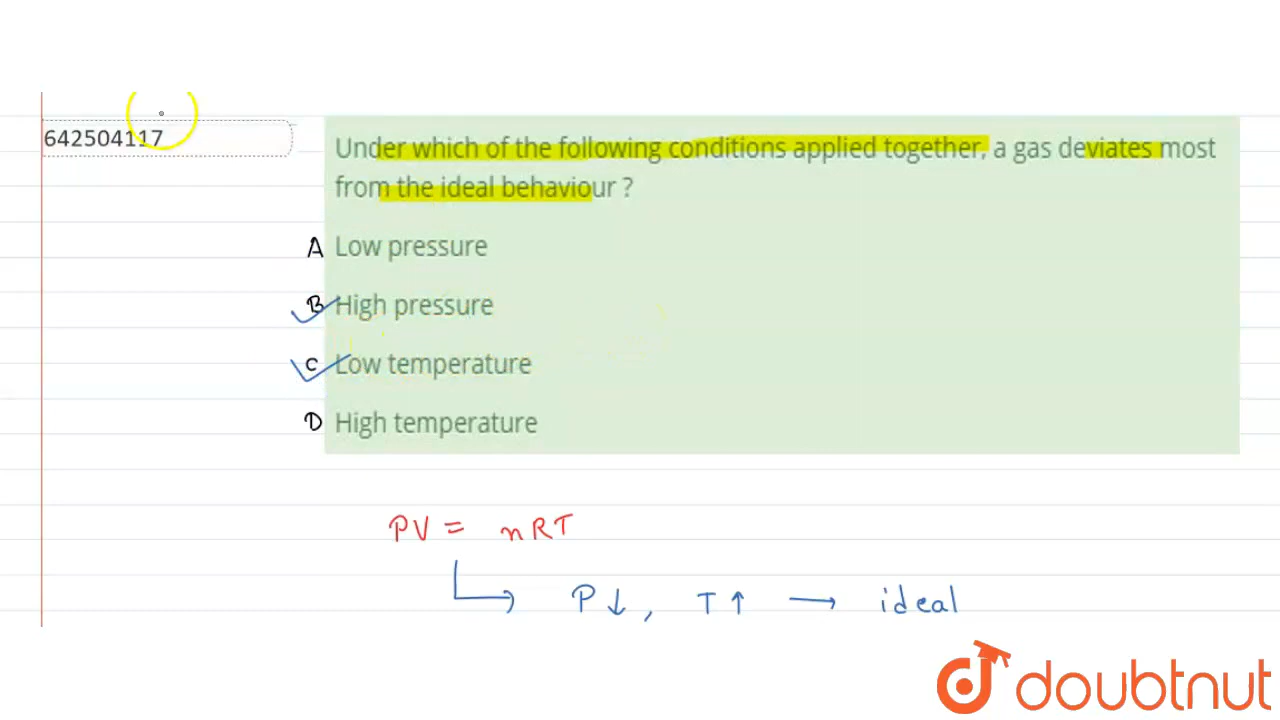 642504117
Under which of the following conditions applied together, a gas deviates most
from the ideal behaviour ?
A Low pressure
B High pressure
C Low temperature
D High temperature
PV = nRT
P↓, T↑ → ideal
doubtnut